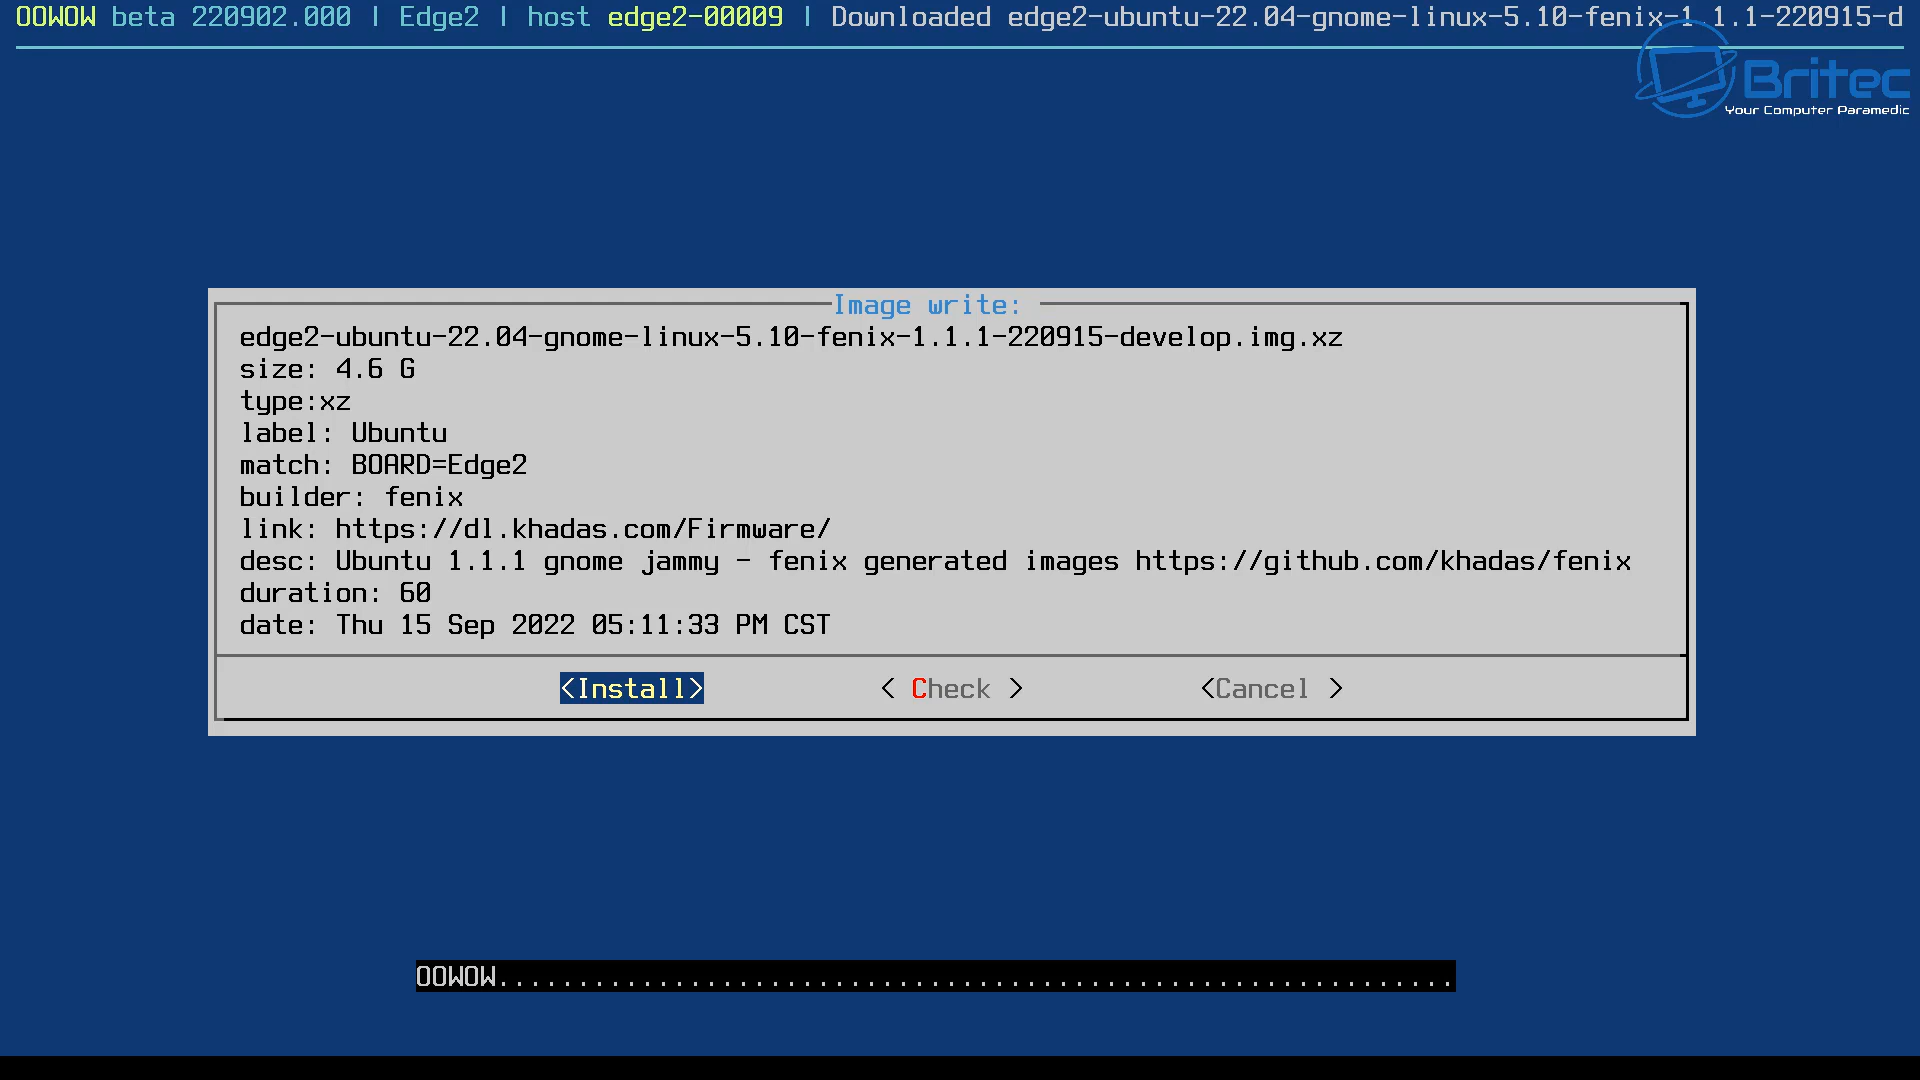 OOWOW beta 220902.000 | Edge2 | host edge2-00009 | Downloaded edge2-ubuntu-22.04-gnome-linux-5.10-fenix-1.1.1-220915-d
Britec
Your Computer Paramedic
Image write:
edge2-ubuntu-22.04-gnome-linux-5.10-fenix-1.1.1-220915-develop.img.xz
size: 4.6 G
type:xz
label: Ubuntu
match: BOARD=Edge2
builder: fenix
link: https://dl.khadas.com/Firmware/
desc: Ubuntu 1.1.1 gnome jammy - fenix generated images https://github.com/khadas/fenix
duration: 60
date: Thu 15 Sep 2022 05:11:33 PM CST
<Install> < Check > <Cancel >
OOWOW............................................................